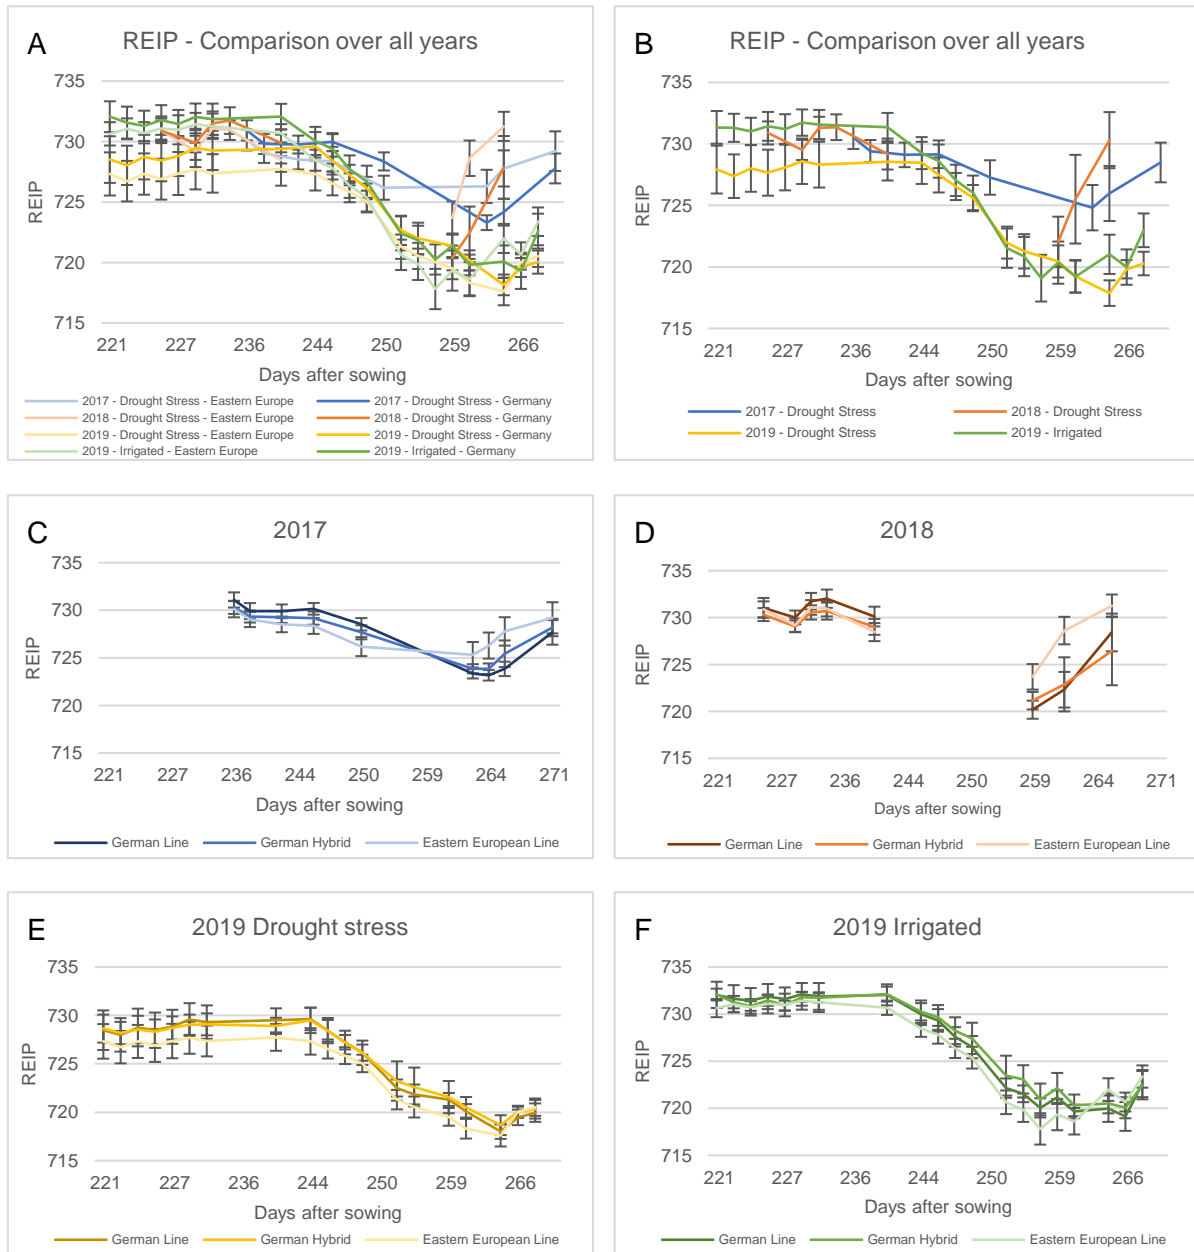 A
REIP - Comparison over all years
735
730
725
720
715
REIP
221 227 236 244 250 259 266
Days after sowing
2017 - Drought Stress - Eastern Europe 2017 - Drought Stress - Germany
2018 - Drought Stress - Eastern Europe 2018 - Drought Stress - Germany
2019 - Drought Stress - Eastern Europe 2019 - Drought Stress - Germany
2019 - Irrigated - Eastern Europe 2019 - Irrigated - Germany
B
REIP - Comparison over all years
735
730
725
720
715
REIP
221 227 236 244 250 259 266
Days after sowing
2017 - Drought Stress 2018 - Drought Stress
2019 - Drought Stress 2019 - Irrigated
C
2017
735
730
725
720
715
REIP
221 227 236 244 250 259 264 271
Days after sowing
German Line German Hybrid Eastern European Line
D
2018
735
730
725
720
715
REIP
221 227 236 244 250 259 264 271
Days after sowing
German Line German Hybrid Eastern European Line
E
2019 Drought stress
735
730
725
720
715
REIP
221 227 236 244 250 259 266
Days after sowing
German Line German Hybrid Eastern European Line
F
2019 Irrigated
735
730
725
720
715
REIP
221 227 236 244 250 259 266
Days after sowing
German Line German Hybrid Eastern European Line